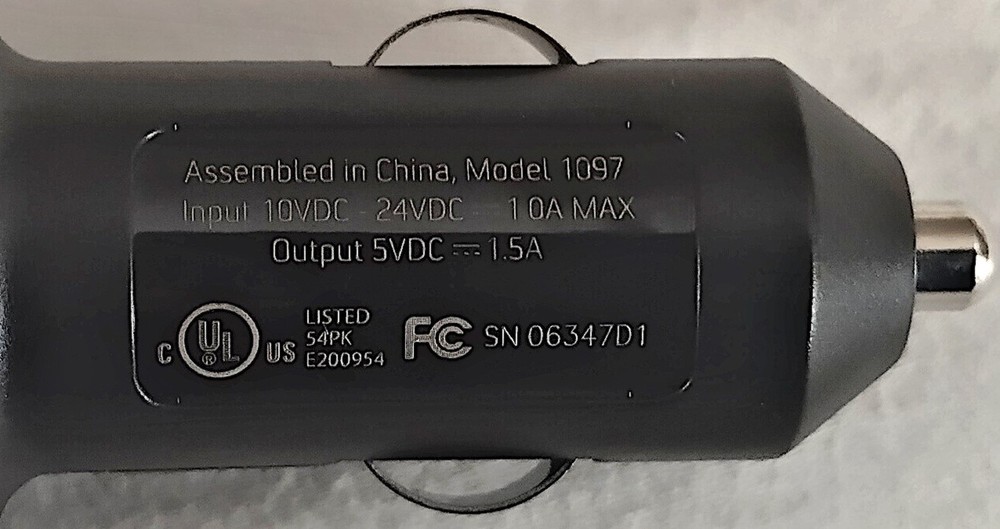 Assembled in China, Model 1097
Input 10VDC - 24VDC ⎓ 1.0A MAX
Output 5VDC ⎓ 1.5A
C UL ® US LISTED
54PK
E200954
FC SN 06347D1